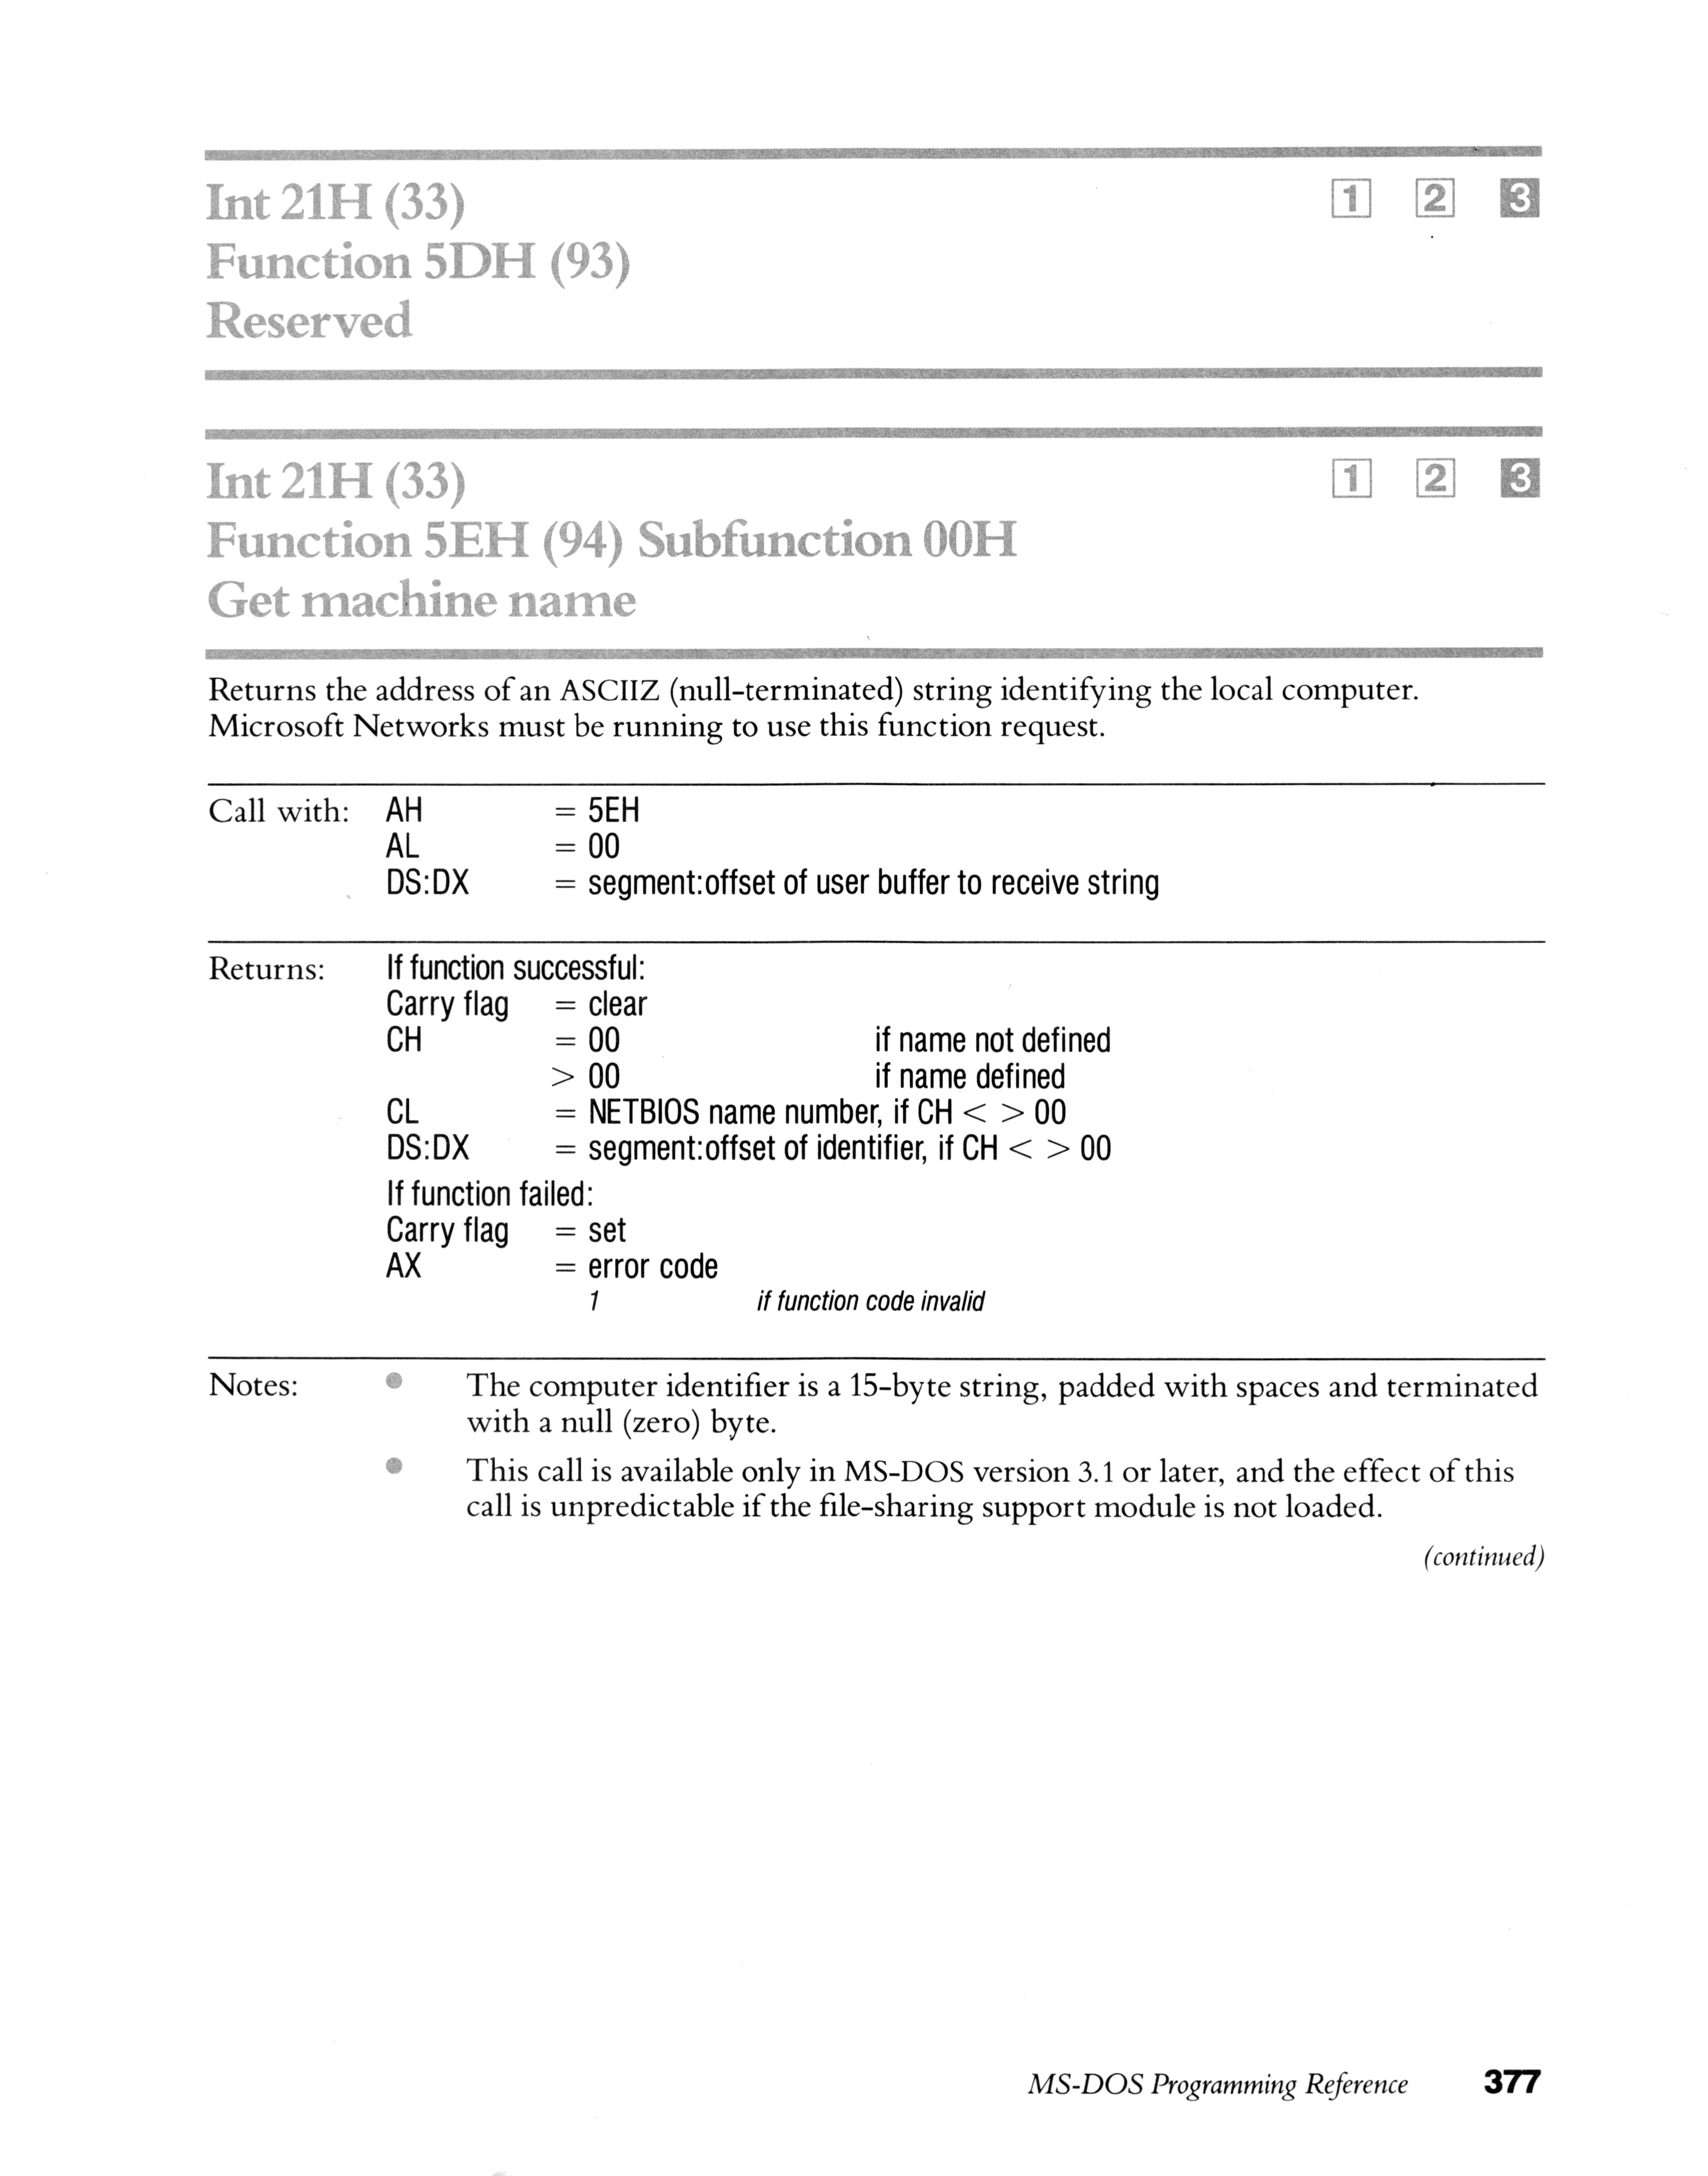 Int 21H (33) 1 2 3
Function 5DH (93)
Reserved
Int 21H (33) 1 2 3
Function 5EH (94) Subfunction 00H
Get machine name
Returns the address of an ASCIIZ (null-terminated) string identifying the local computer.
Microsoft Networks must be running to use this function request.
Call with: AH = 5EH
AL = 00
DS:DX = segment:offset of user buffer to receive string
Returns: If function successful:
Carry flag = clear
CH = 00 if name not defined
> 00 if name defined
CL = NETBIOS name number, if CH < > 00
DS:DX = segment:offset of identifier, if CH < > 00
If function failed:
Carry flag = set
AX = error code
1 if function code invalid
Notes: • The computer identifier is a 15-byte string, padded with spaces and terminated
with a null (zero) byte.
• This call is available only in MS-DOS version 3.1 or later, and the effect of this
call is unpredictable if the file-sharing support module is not loaded.
(continued)
MS-DOS Programming Reference 377